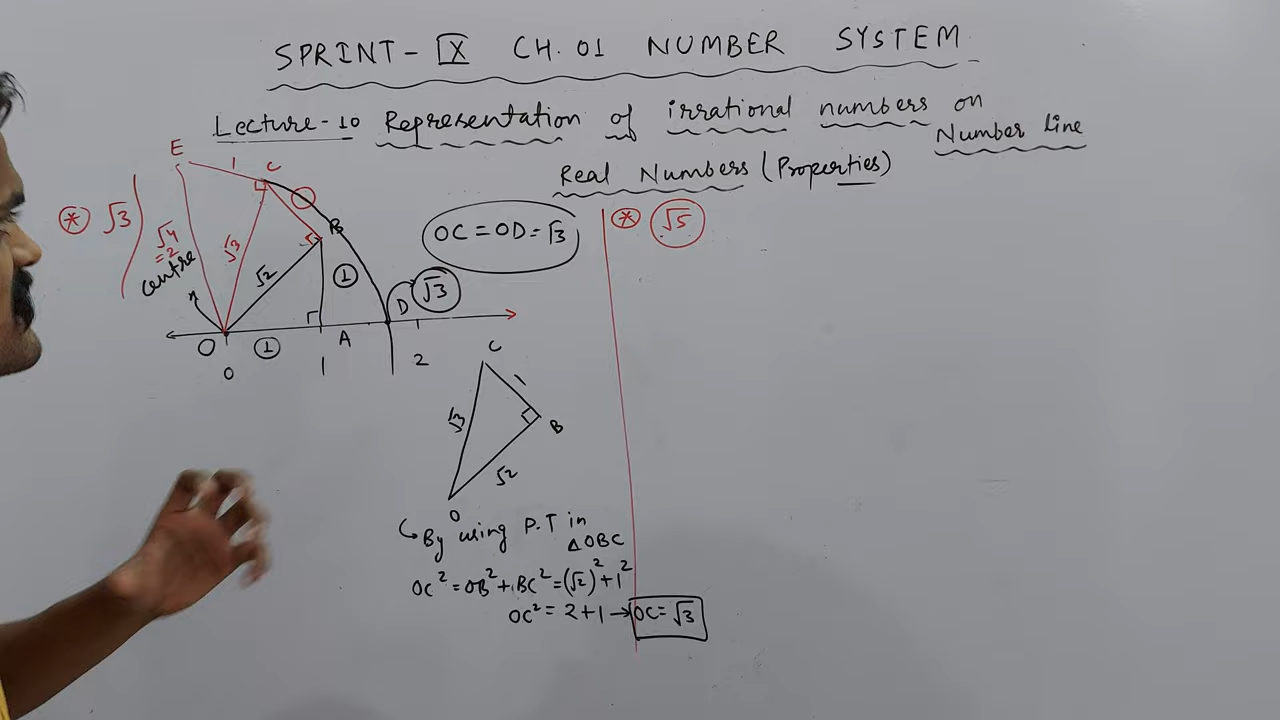 SPRINT-IX CH.01 NUMBER SYSTEM
Lecture-10 Representation of irrational numbers on
Number line
Real Numbers (Properties)
E
1
C
* √3
√4
=2
centre
√3
√2
B
1
OC = OD = √3
* √5
D
√3
O
1
A
0
1
2
C
1
√3
B
√2
O
By using P.T in
△OBC
OC² = OB² + BC² = (√2)² + 1²
OC² = 2+1 → OC = √3